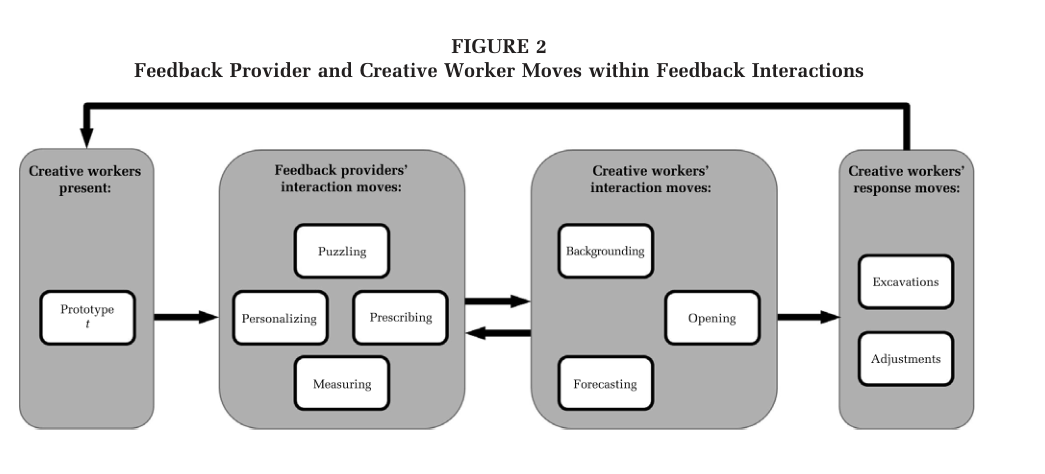 FIGURE 2
Feedback Provider and Creative Worker Moves within Feedback Interactions
Creative workers
present:
Prototype
t
Feedback providers’
interaction moves:
Puzzling
Personalizing
Prescribing
Measuring
Creative workers’
interaction moves:
Backgrounding
Opening
Forecasting
Creative workers’
response moves:
Excavations
Adjustments